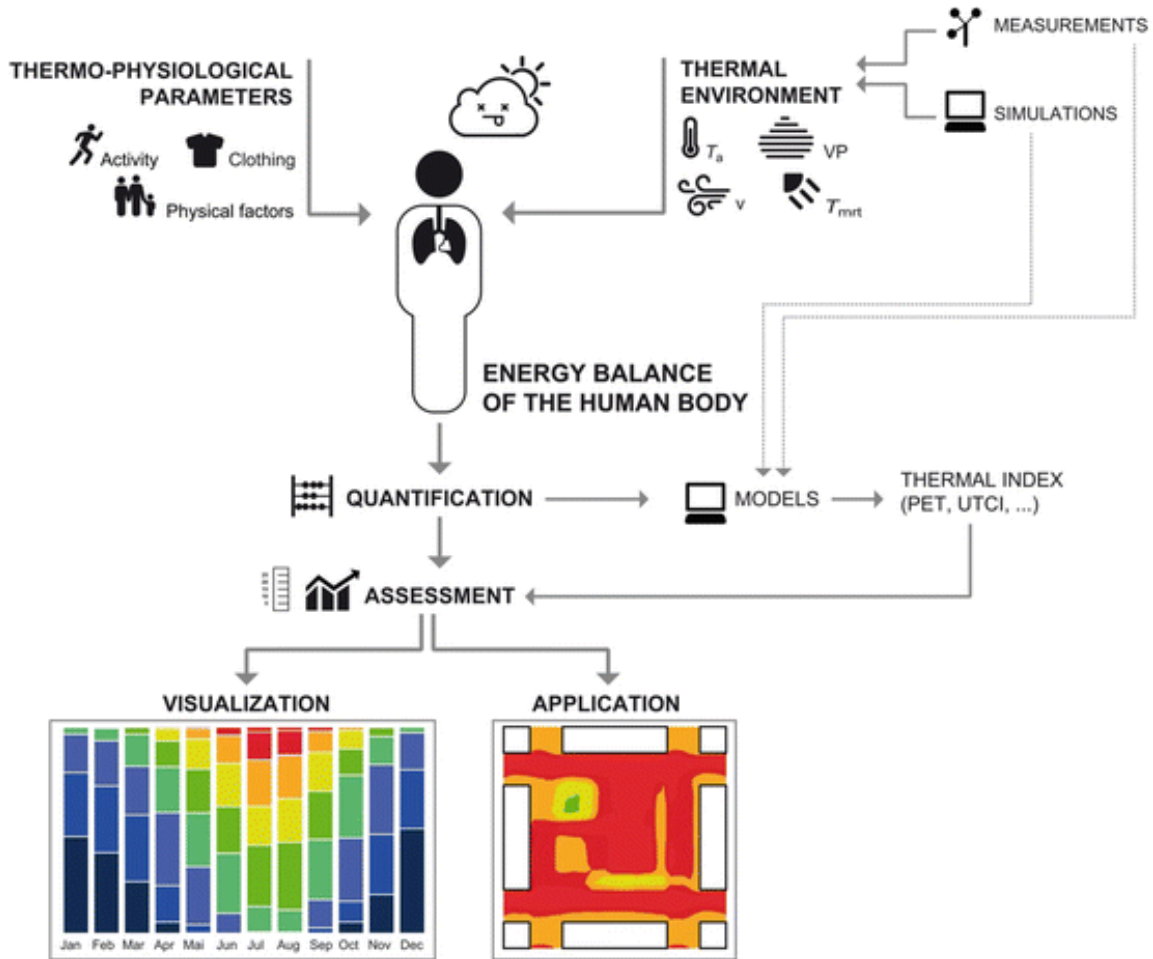 MEASUREMENTS
THERMO-PHYSIOLOGICAL
PARAMETERS
THERMAL
ENVIRONMENT
SIMULATIONS
Activity
Clothing
Physical factors
Ta
VP
v
Tmrt
ENERGY BALANCE
OF THE HUMAN BODY
QUANTIFICATION
MODELS
THERMAL INDEX
(PET, UTCI, ...)
ASSESSMENT
VISUALIZATION
APPLICATION
Jan Feb Mar Apr Mai Jun Jul Aug Sep Oct Nov Dec